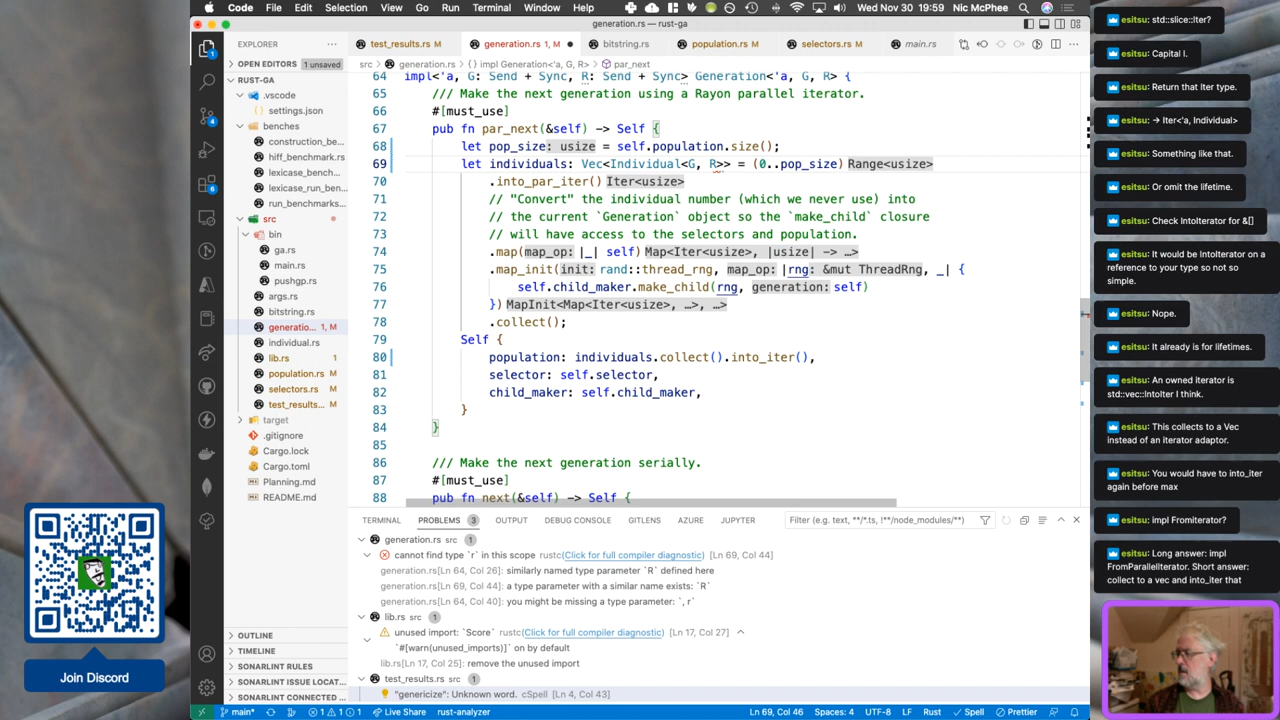 Code File Edit Selection View Go Run Terminal Window Help
Wed Nov 30 19:59 Nic McPhee
generation.rs — rust-ga
EXPLORER
OPEN EDITORS 1 unsaved
RUST-GA
.vscode
settings.json
benches
construction_be...
hiff_benchmark.rs
lexicase_bench...
lexicase_run_ben...
run_benchmarks...
src
bin
ga.rs
main.rs
pushgp.rs
args.rs
bitstring.rs
generatio... 1, M
individual.rs
lib.rs 1
population.rs M
selectors.rs M
test_results... M
target
.gitignore
Cargo.lock
Cargo.toml
Planning.md
README.md
OUTLINE
TIMELINE
SONARLINT RULES
SONARLINT ISSUE LOCAT...
SONARLINT CONNECTED ...
test_results.rs M generation.rs 1, M bitstring.rs population.rs M selectors.rs M main.rs
src > generation.rs > {} impl Generation<'a, G, R> > par_next
64 impl<'a, G: Send + Sync, R: Send + Sync> Generation<'a, G, R> {
65 /// Make the next generation using a Rayon parallel iterator.
66 #[must_use]
67 pub fn par_next(&self) -> Self {
68 let pop_size: usize = self.population.size();
69 let individuals: Vec<Individual<G, R>> = (0..pop_size) Range<usize>
70 .into_par_iter() Iter<usize>
71 // "Convert" the individual number (which we never use) into
72 // the current `Generation` object so the `make_child` closure
73 // will have access to the selectors and population.
74 .map(map_op: |_| self) Map<Iter<usize>, |usize| -> …>
75 .map_init(init: rand::thread_rng, map_op: |rng: &mut ThreadRng, _| {
76 self.child_maker.make_child(rng, generation: self)
77 }) MapInit<Map<Iter<usize>, …>, …>
78 .collect();
79 Self {
80 population: individuals.collect().into_iter(),
81 selector: self.selector,
82 child_maker: self.child_maker,
83 }
84 }
85
86 /// Make the next generation serially.
87 #[must_use]
88 pub fn next(&self) -> Self {
TERMINAL PROBLEMS 3 OUTPUT DEBUG CONSOLE GITLENS AZURE JUPYTER
Filter (e.g. text, **/*.ts, !**/node_modules/**)
generation.rs src 1
cannot find type `r` in this scope rustc(Click for full compiler diagnostic) [Ln 69, Col 44]
generation.rs[Ln 64, Col 26]: similarly named type parameter `R` defined here
generation.rs[Ln 69, Col 44]: a type parameter with a similar name exists: `R`
generation.rs[Ln 64, Col 40]: you might be missing a type parameter: `, r`
lib.rs src 1
unused import: `Score` rustc(Click for full compiler diagnostic) [Ln 17, Col 27]
`#[warn(unused_imports)]` on by default
lib.rs[Ln 17, Col 25]: remove the unused import
test_results.rs src 1
"genericize": Unknown word. cSpell [Ln 4, Col 43]
main* 1 1 1 Live Share rust-analyzer Ln 69, Col 46 Spaces: 4 UTF-8 LF Rust Spell Prettier
Join Discord
esitsu: std::slice::Iter?
esitsu: Capital I.
esitsu: Return that Iter type.
esitsu: -> Iter<'a, Individual>
esitsu: Something like that.
esitsu: Or omit the lifetime.
esitsu: Check IntoIterator for &[]
esitsu: It would be IntoIterator on
a reference to your type so not so
simple.
esitsu: Nope.
esitsu: It already is for lifetimes.
esitsu: An owned iterator is
std::vec::IntoIter I think.
esitsu: This collects to a Vec
instead of an iterator adaptor.
esitsu: You would have to into_iter
again before max
esitsu: impl FromIterator?
esitsu: Long answer: impl
FromParallelIterator. Short answer:
collect to a vec and into_iter that